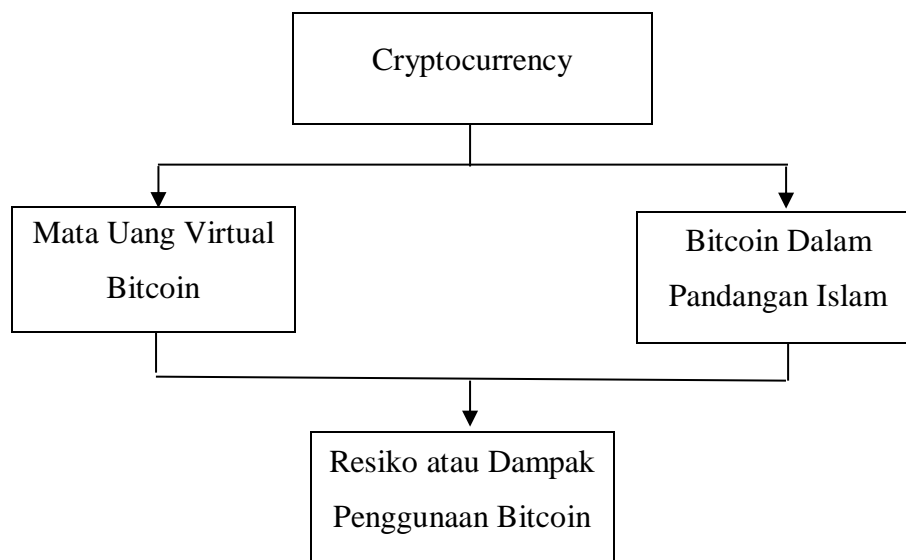 Cryptocurrency
Mata Uang Virtual
Bitcoin
Bitcoin Dalam
Pandangan Islam
Resiko atau Dampak
Penggunaan Bitcoin